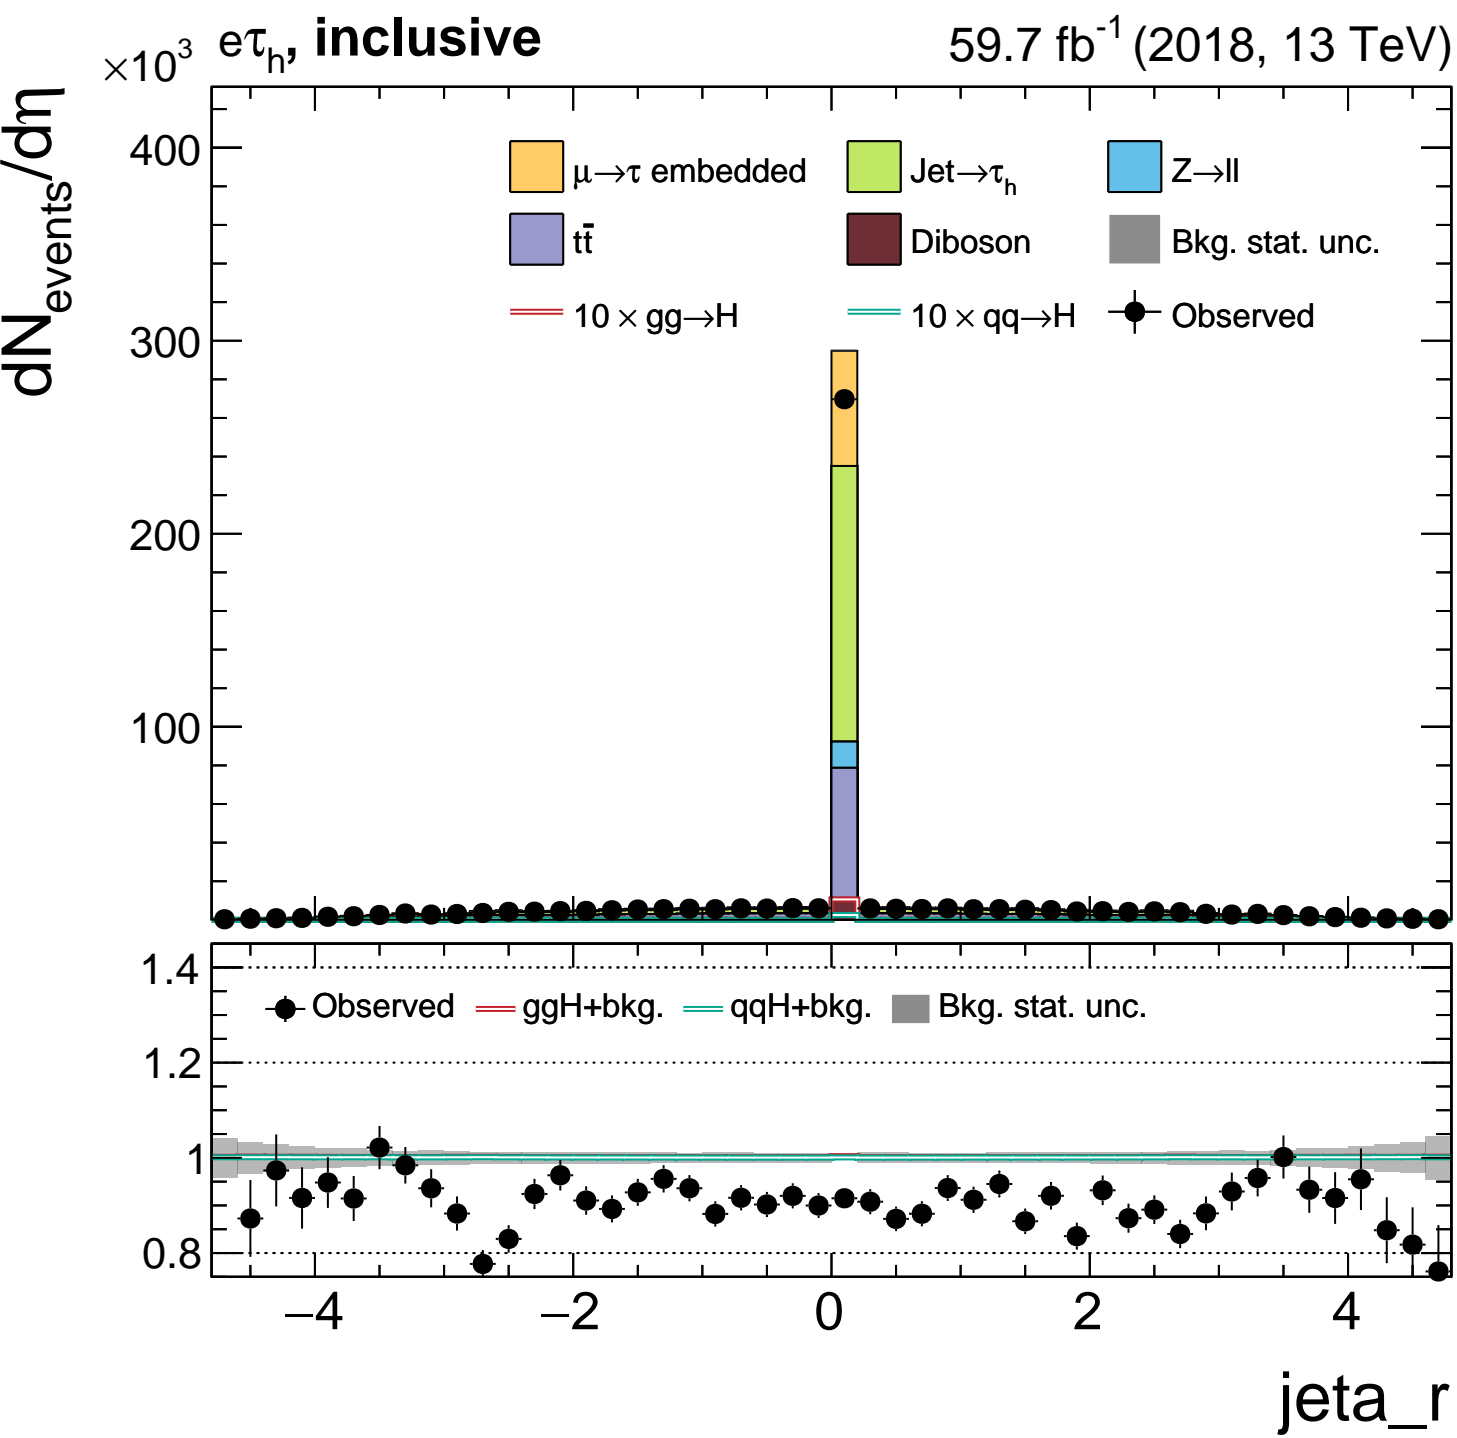 ×10³ eτₕ, inclusive 59.7 fb⁻¹ (2018, 13 TeV)
dN_events/dη
400
300
200
100
μ→τ embedded Jet→τₕ Z→ll
tt̄ Diboson Bkg. stat. unc.
10 × gg→H 10 × qq→H Observed
1.4
1.2
1
0.8
Observed ggH+bkg. qqH+bkg. Bkg. stat. unc.
−4 −2 0 2 4
jeta_r